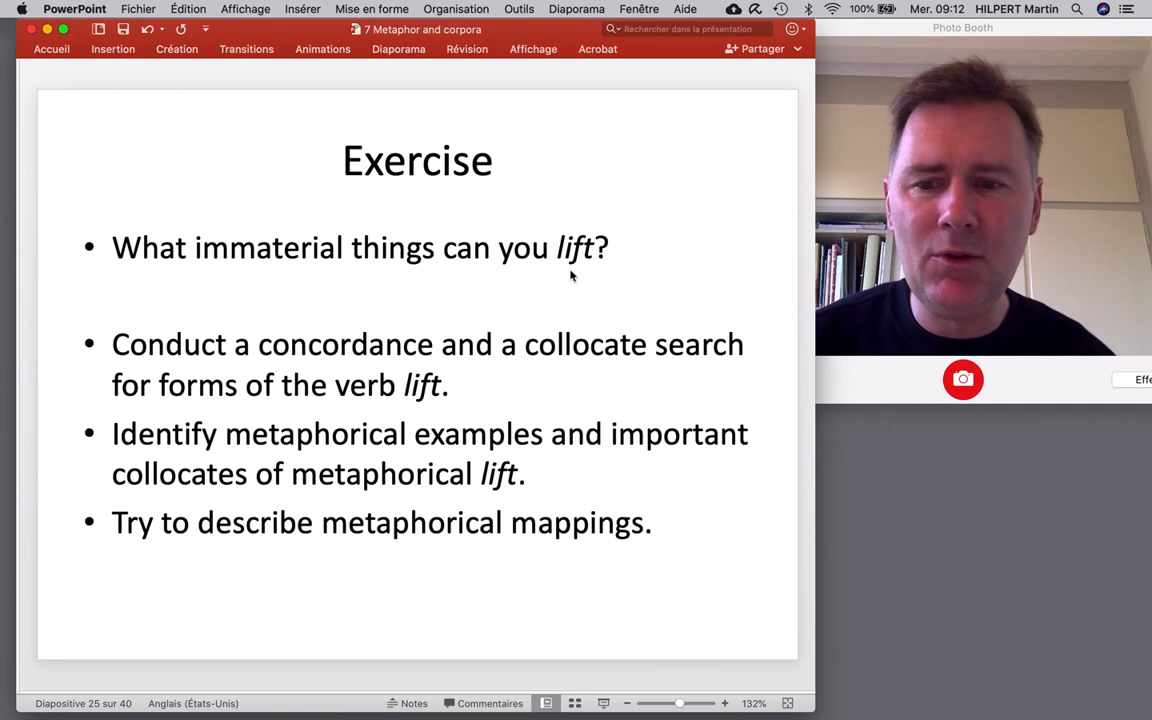 PowerPoint Fichier Édition Affichage Insérer Mise en forme Organisation Outils Diaporama Fenêtre Aide 100% Mer. 09:12 HILPERT Martin
7 Metaphor and corpora
Rechercher dans la présentation
Photo Booth
Accueil Insertion Création Transitions Animations Diaporama Révision Affichage Acrobat Partager
Exercise
• What immaterial things can you lift?
• Conduct a concordance and a collocate search
for forms of the verb lift.
• Identify metaphorical examples and important
collocates of metaphorical lift.
• Try to describe metaphorical mappings.
Effe
Diapositive 25 sur 40 Anglais (États-Unis) Notes Commentaires 132%